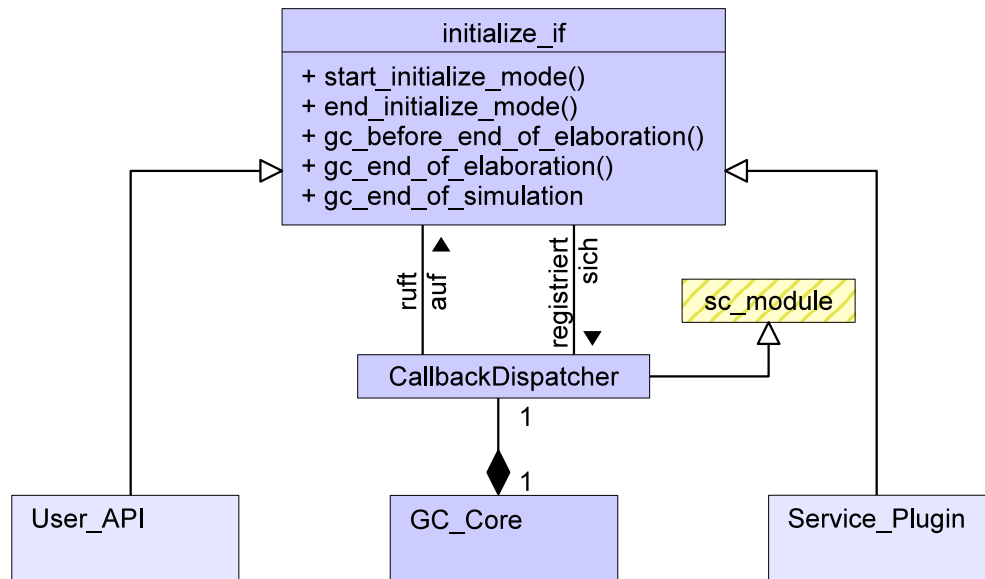 initialize_if
+ start_initialize_mode()
+ end_initialize_mode()
+ gc_before_end_of_elaboration()
+ gc_end_of_elaboration()
+ gc_end_of_simulation
ruft
auf
registriert
sich
sc_module
CallbackDispatcher
1
1
User_API
GC_Core
Service_Plugin